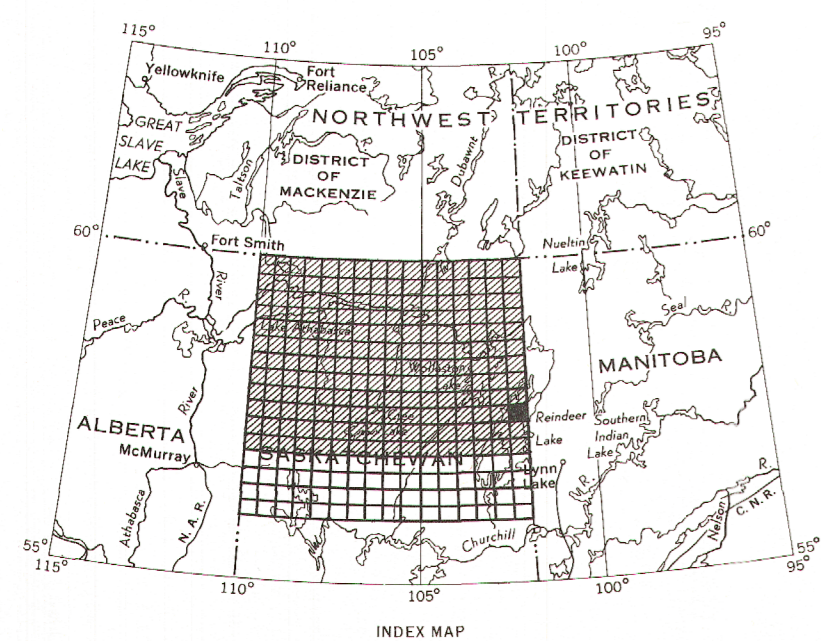 115°
110°
105°
100°
95°
Yellowknife
Fort
Reliance
R.
NORTHWEST TERRITORIES
GREAT
SLAVE
LAKE
Slave
Taltson
R.
DISTRICT
OF
MACKENZIE
Dubawnt
DISTRICT
OF
KEEWATIN
60°
Fort Smith
Nueltin
Lake
60°
River
R.
Peace
Lake Athabasca
Seal R.
Wollaston
Lake
MANITOBA
River
Cree
Lake
Reindeer
Lake
Southern
Indian
Lake
ALBERTA
McMurray
SASKATCHEWAN
Lynn
Lake
R.
R.
Athabasca
N. A. R.
Churchill
Nelson
C. N. R.
55°
115°
110°
105°
100°
55°
95°
INDEX MAP